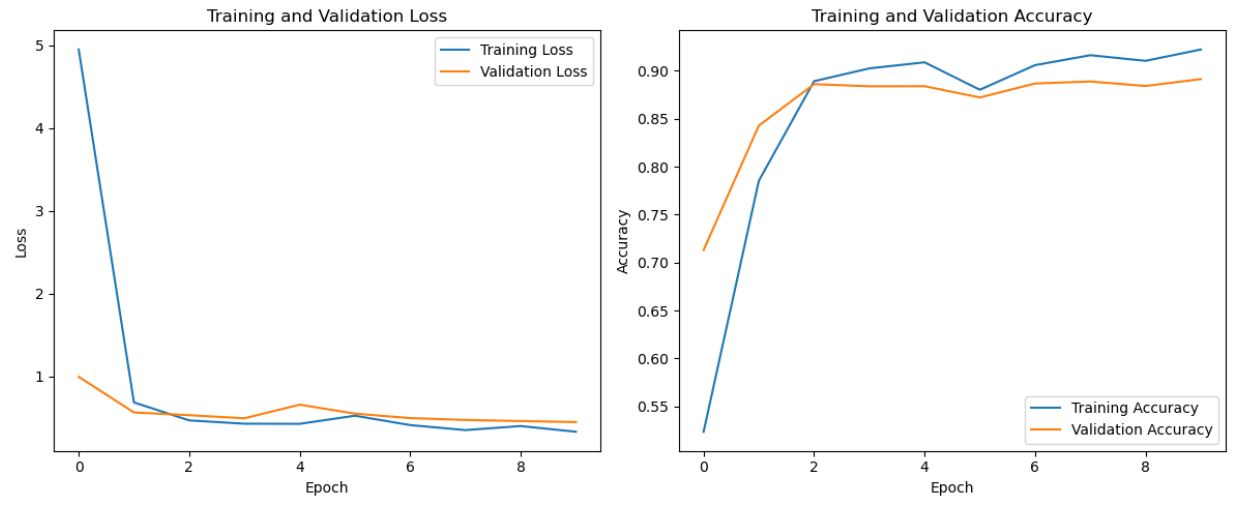 Training and Validation Loss
5
4
3
2
1
Loss
Training Loss
Validation Loss
0 2 4 6 8
Epoch
Training and Validation Accuracy
0.90
0.85
0.80
0.75
0.70
0.65
0.60
0.55
Accuracy
Training Accuracy
Validation Accuracy
0 2 4 6 8
Epoch